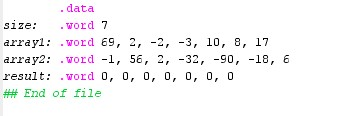 .data
size: .word 7
array1: .word 69, 2, -2, -3, 10, 8, 17
array2: .word -1, 56, 2, -32, -90, -18, 6
result: .word 0, 0, 0, 0, 0, 0, 0
## End of file